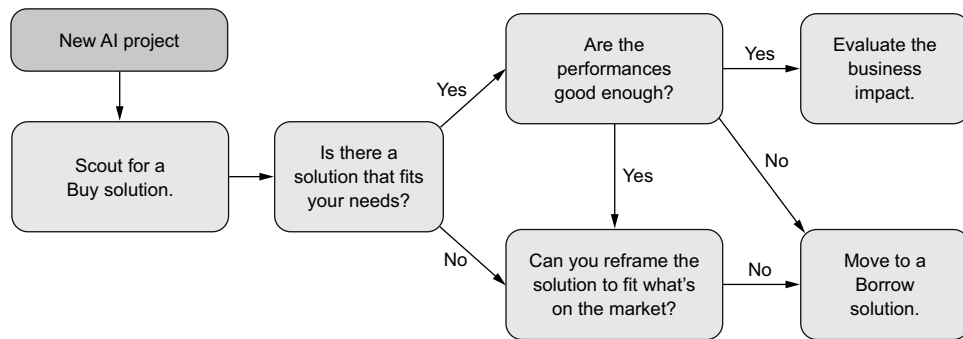 New AI project
Scout for a
Buy solution.
Is there a
solution that fits
your needs?
Yes
No
Are the
performances
good enough?
Yes
Evaluate the
business
impact.
Yes
No
Can you reframe the
solution to fit what's
on the market?
No
Move to a
Borrow
solution.